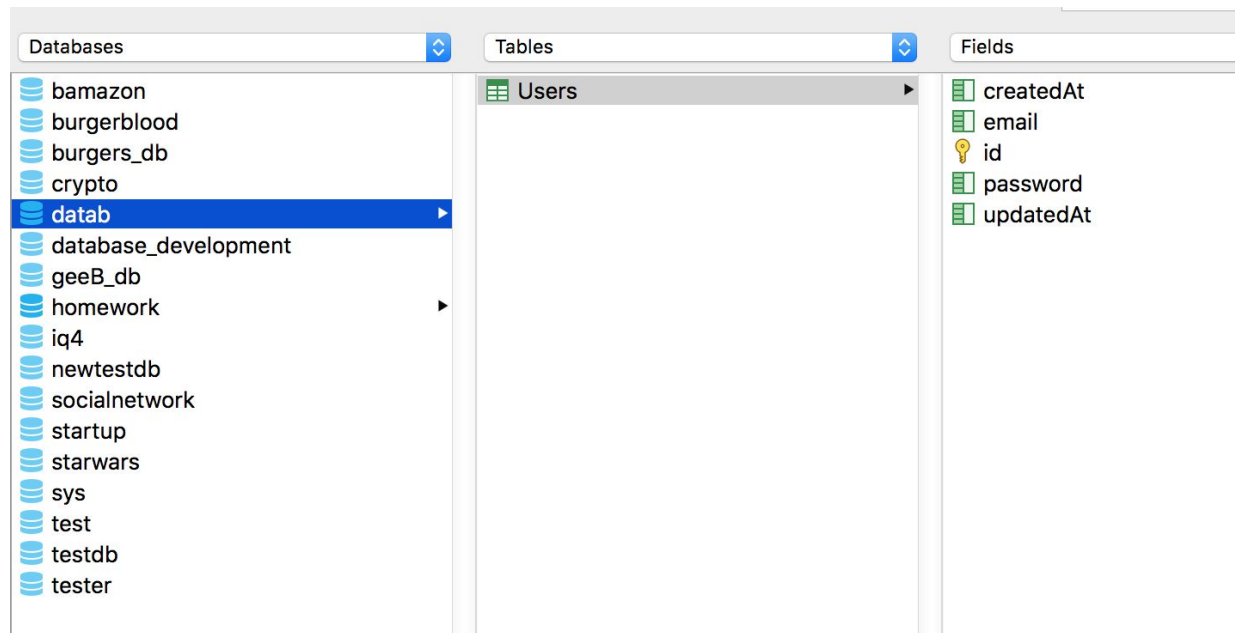 Databases
Tables
Fields
bamazon
burgerblood
burgers_db
crypto
datab
database_development
geeB_db
homework
iq4
newtestdb
socialnetwork
startup
starwars
sys
test
testdb
tester
Users
createdAt
email
id
password
updatedAt